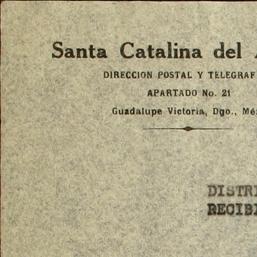 Santa Catalina del
DIRECCION POSTAL Y TELEGRAF
APARTADO No. 21
Guadalupe Victoria, Dgo., Mé
DISTRI
RECIBI